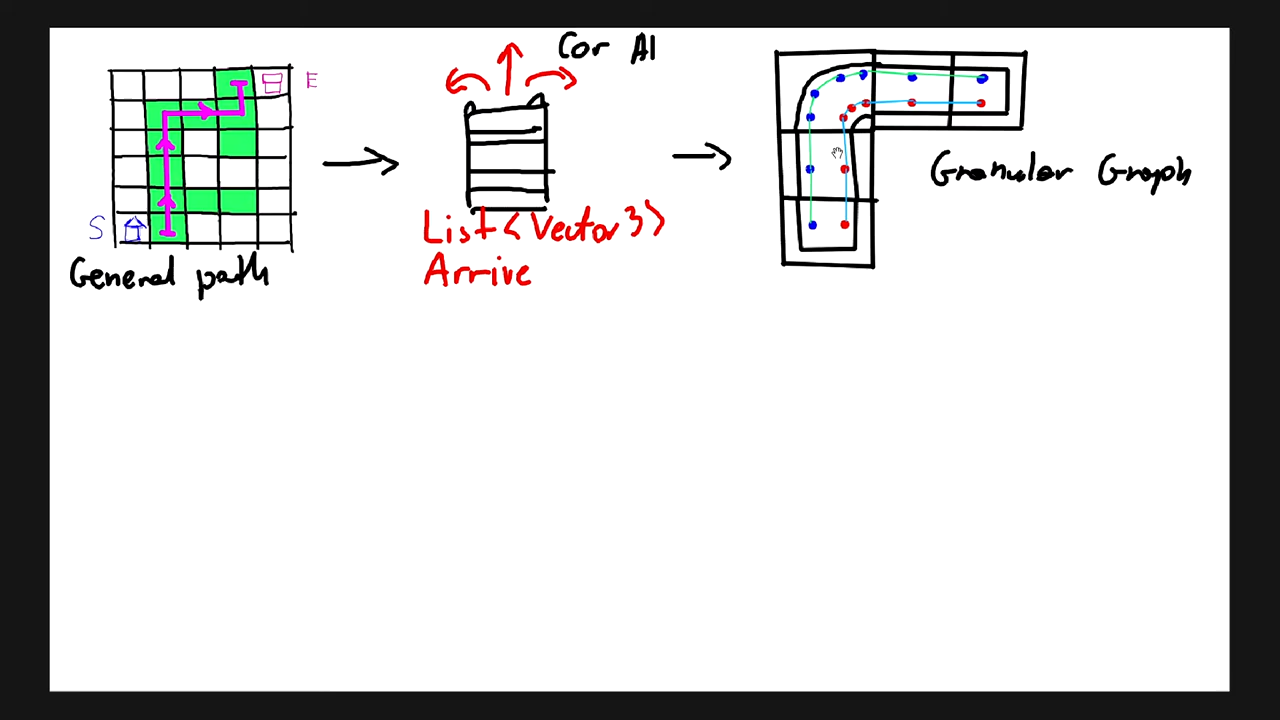 S
E
General path
Car AI
List<Vector3>
Arrive
Granular Graph